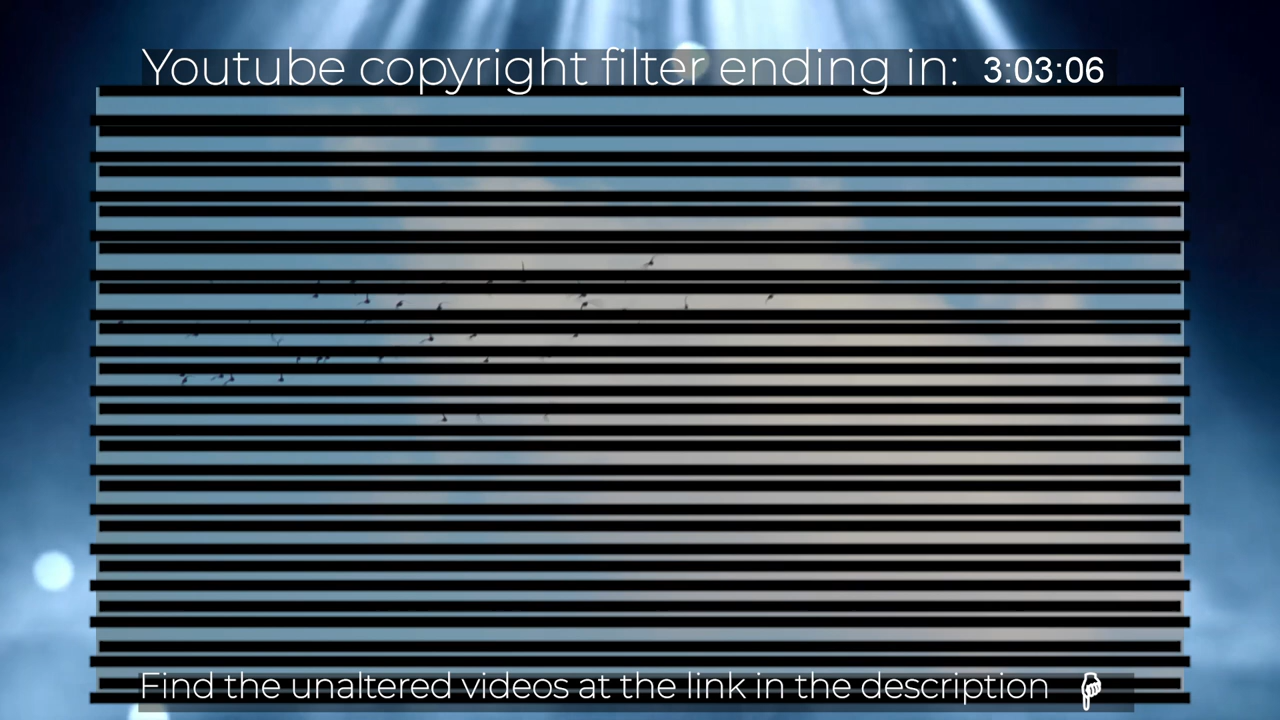 Youtube copyright filter ending in: 3:03:06
Find the unaltered videos at the link in the description